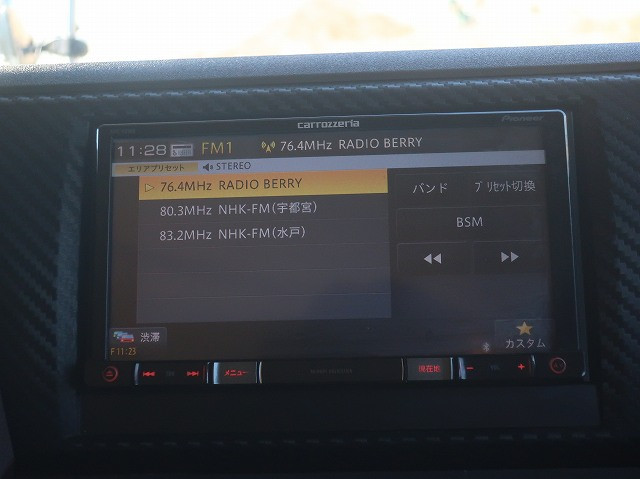 carrozzeria Pioneer
11:28 FM1 76.4MHz RADIO BERRY
エリアプリセット STEREO
76.4MHz RADIO BERRY
80.3MHz NHK-FM(宇都宮)
83.2MHz NHK-FM(水戸)
バンド プリセット切換
BSM
渋滞
F11:23
カスタム
メニュー 現在地